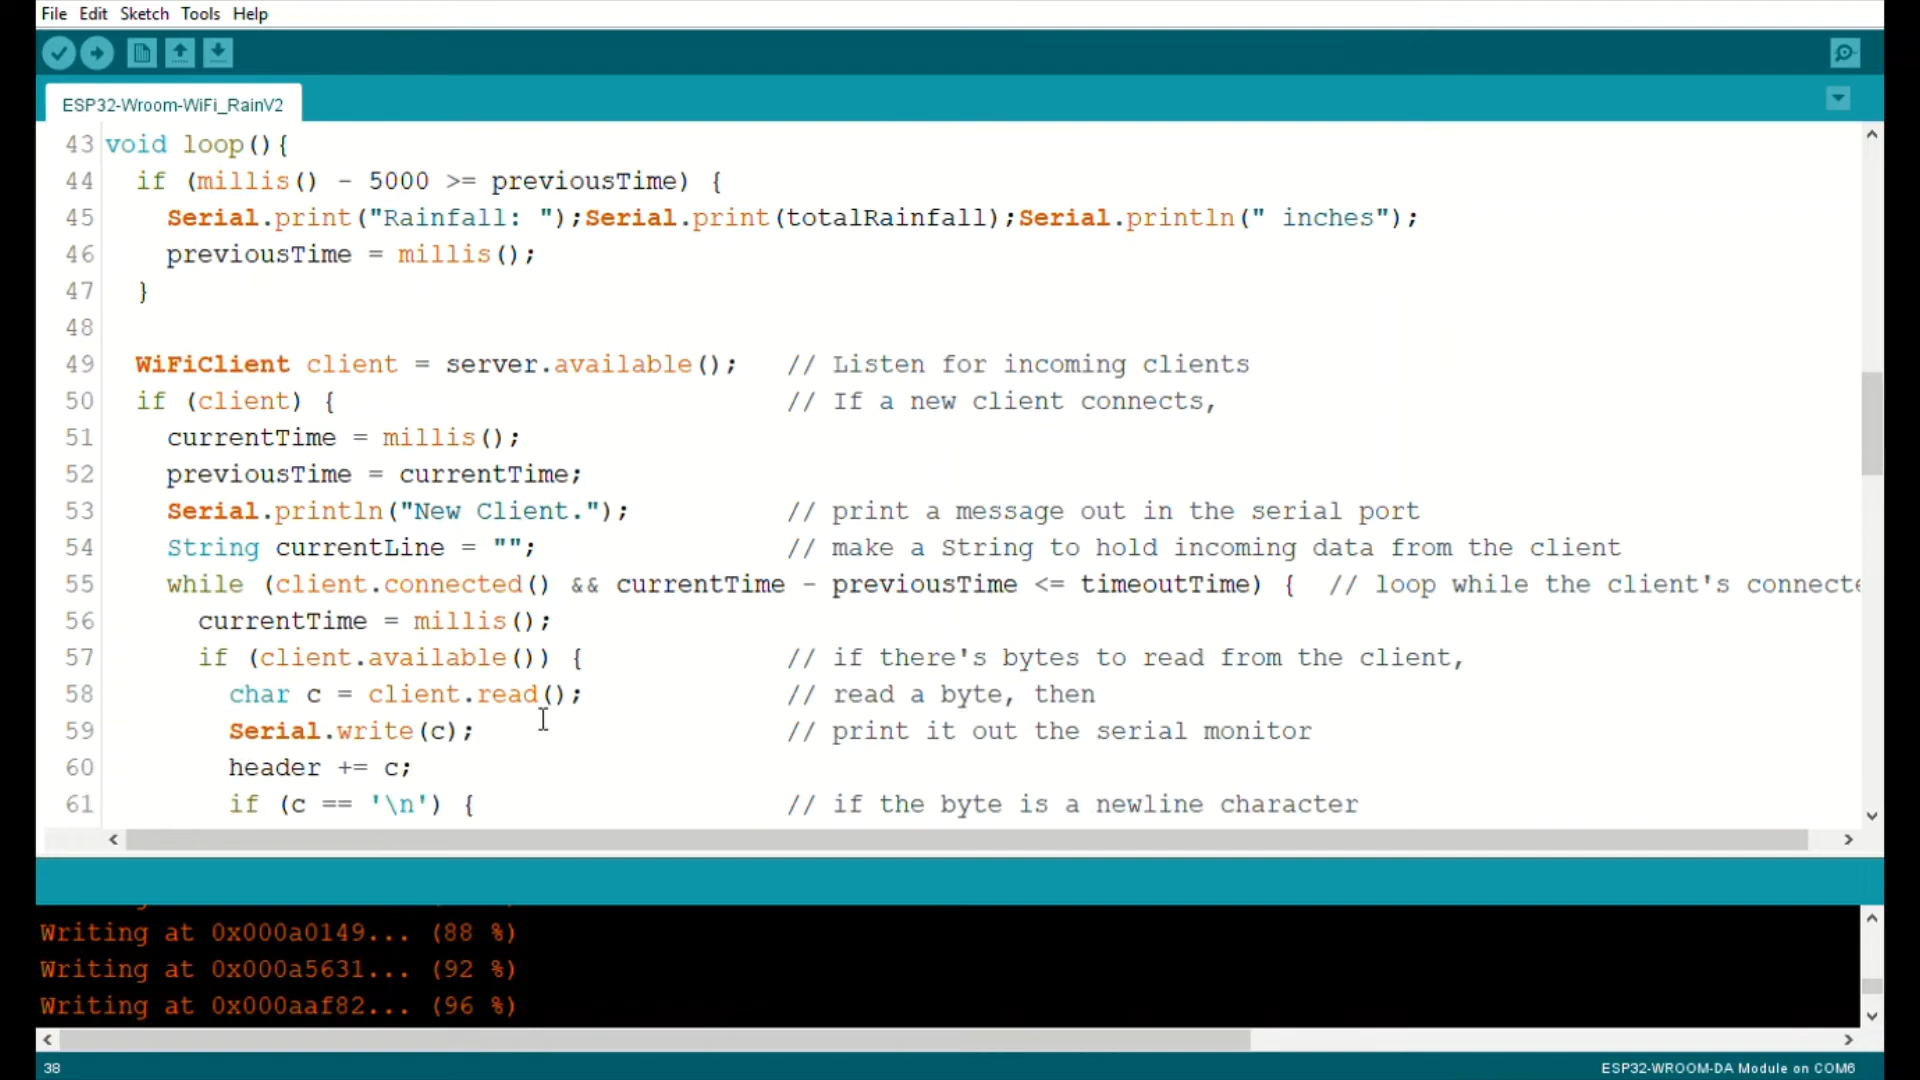 File Edit Sketch Tools Help
ESP32-Wroom-WiFi_RainV2
43 void loop(){
44 if (millis() - 5000 >= previousTime) {
45 Serial.print("Rainfall: ");Serial.print(totalRainfall);Serial.println(" inches");
46 previousTime = millis();
47 }
48
49 WiFiClient client = server.available(); // Listen for incoming clients
50 if (client) { // If a new client connects,
51 currentTime = millis();
52 previousTime = currentTime;
53 Serial.println("New Client."); // print a message out in the serial port
54 String currentLine = ""; // make a String to hold incoming data from the client
55 while (client.connected() && currentTime - previousTime <= timeoutTime) { // loop while the client's connecte
56 currentTime = millis();
57 if (client.available()) { // if there's bytes to read from the client,
58 char c = client.read(); // read a byte, then
59 Serial.write(c); // print it out the serial monitor
60 header += c;
61 if (c == '\n') { // if the byte is a newline character
Writing at 0x000a0149... (88 %)
Writing at 0x000a5631... (92 %)
Writing at 0x000aaf82... (96 %)
38 ESP32-WROOM-DA Module on COM6